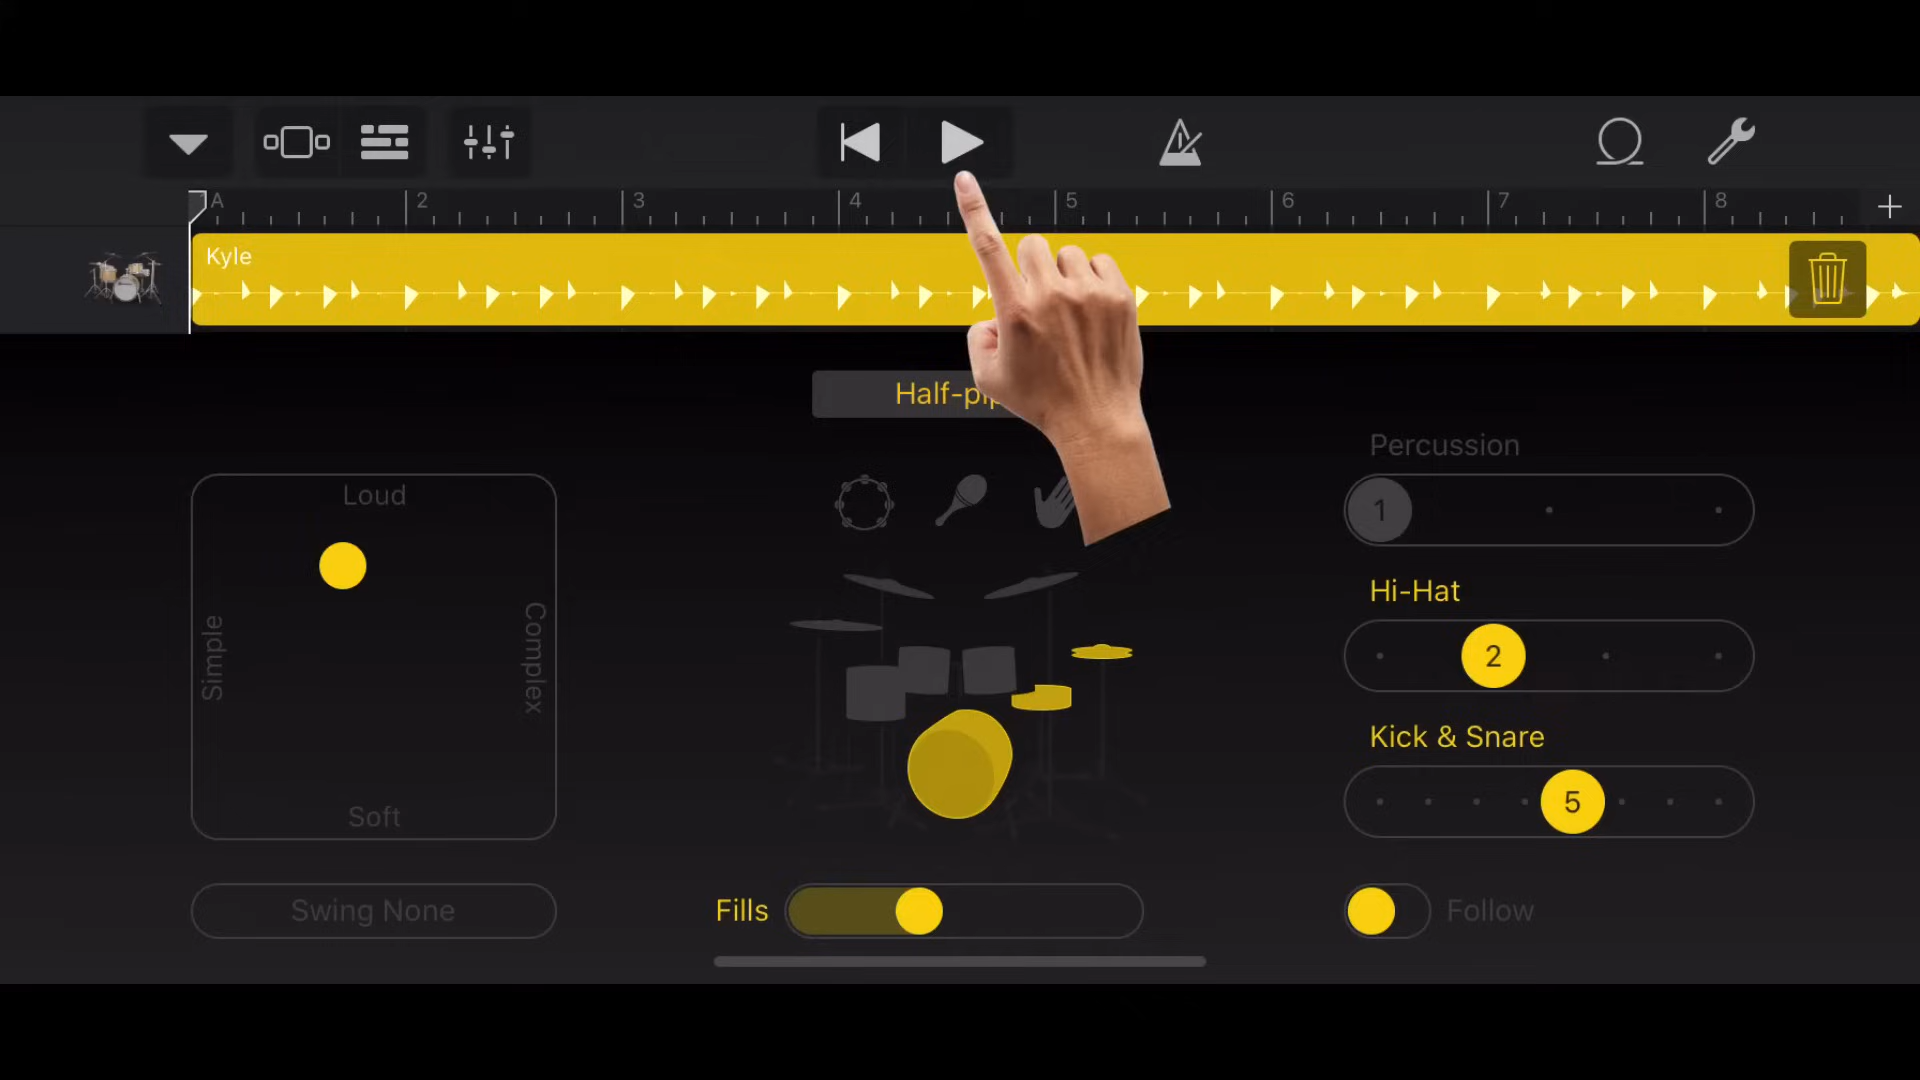 A 2 3 4 5 6 7 8
Kyle
Percussion
Loud
1
Hi-Hat
Simple
Complex
2
Kick & Snare
Soft
5
Swing None
Fills
Follow